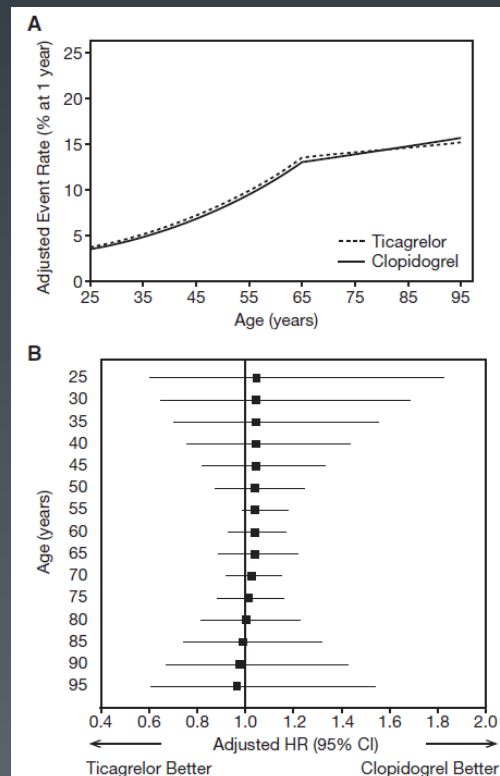 A
Adjusted Event Rate (% at 1 year)
25
20
15
10
5
0
25 35 45 55 65 75 85 95
Age (years)
Ticagrelor
Clopidogrel
B
Age (years)
25
30
35
40
45
50
55
60
65
70
75
80
85
90
95
0.4 0.6 0.8 1.0 1.2 1.4 1.6 1.8 2.0
Adjusted HR (95% CI)
Ticagrelor Better Clopidogrel Better